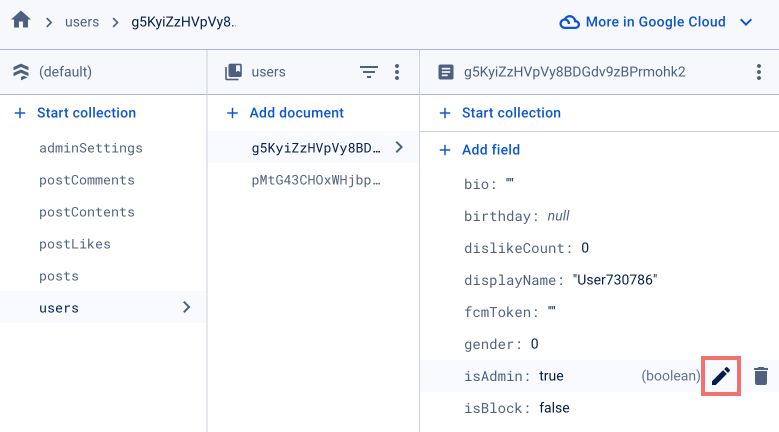 users
g5KyiZzHVpVy8..
More in Google Cloud
(default)
users
g5KyiZzHVpVy8BDGdv9zBPrmohk2
Start collection
Add document
Start collection
adminSettings
postComments
postContents
postLikes
posts
users
g5KyiZzHVpVy8BD…
pMtG43CHOxWHjbp…
Add field
bio: ""
birthday: null
dislikeCount: 0
displayName: "User730786"
fcmToken: ""
gender: 0
isAdmin: true (boolean)
isBlock: false